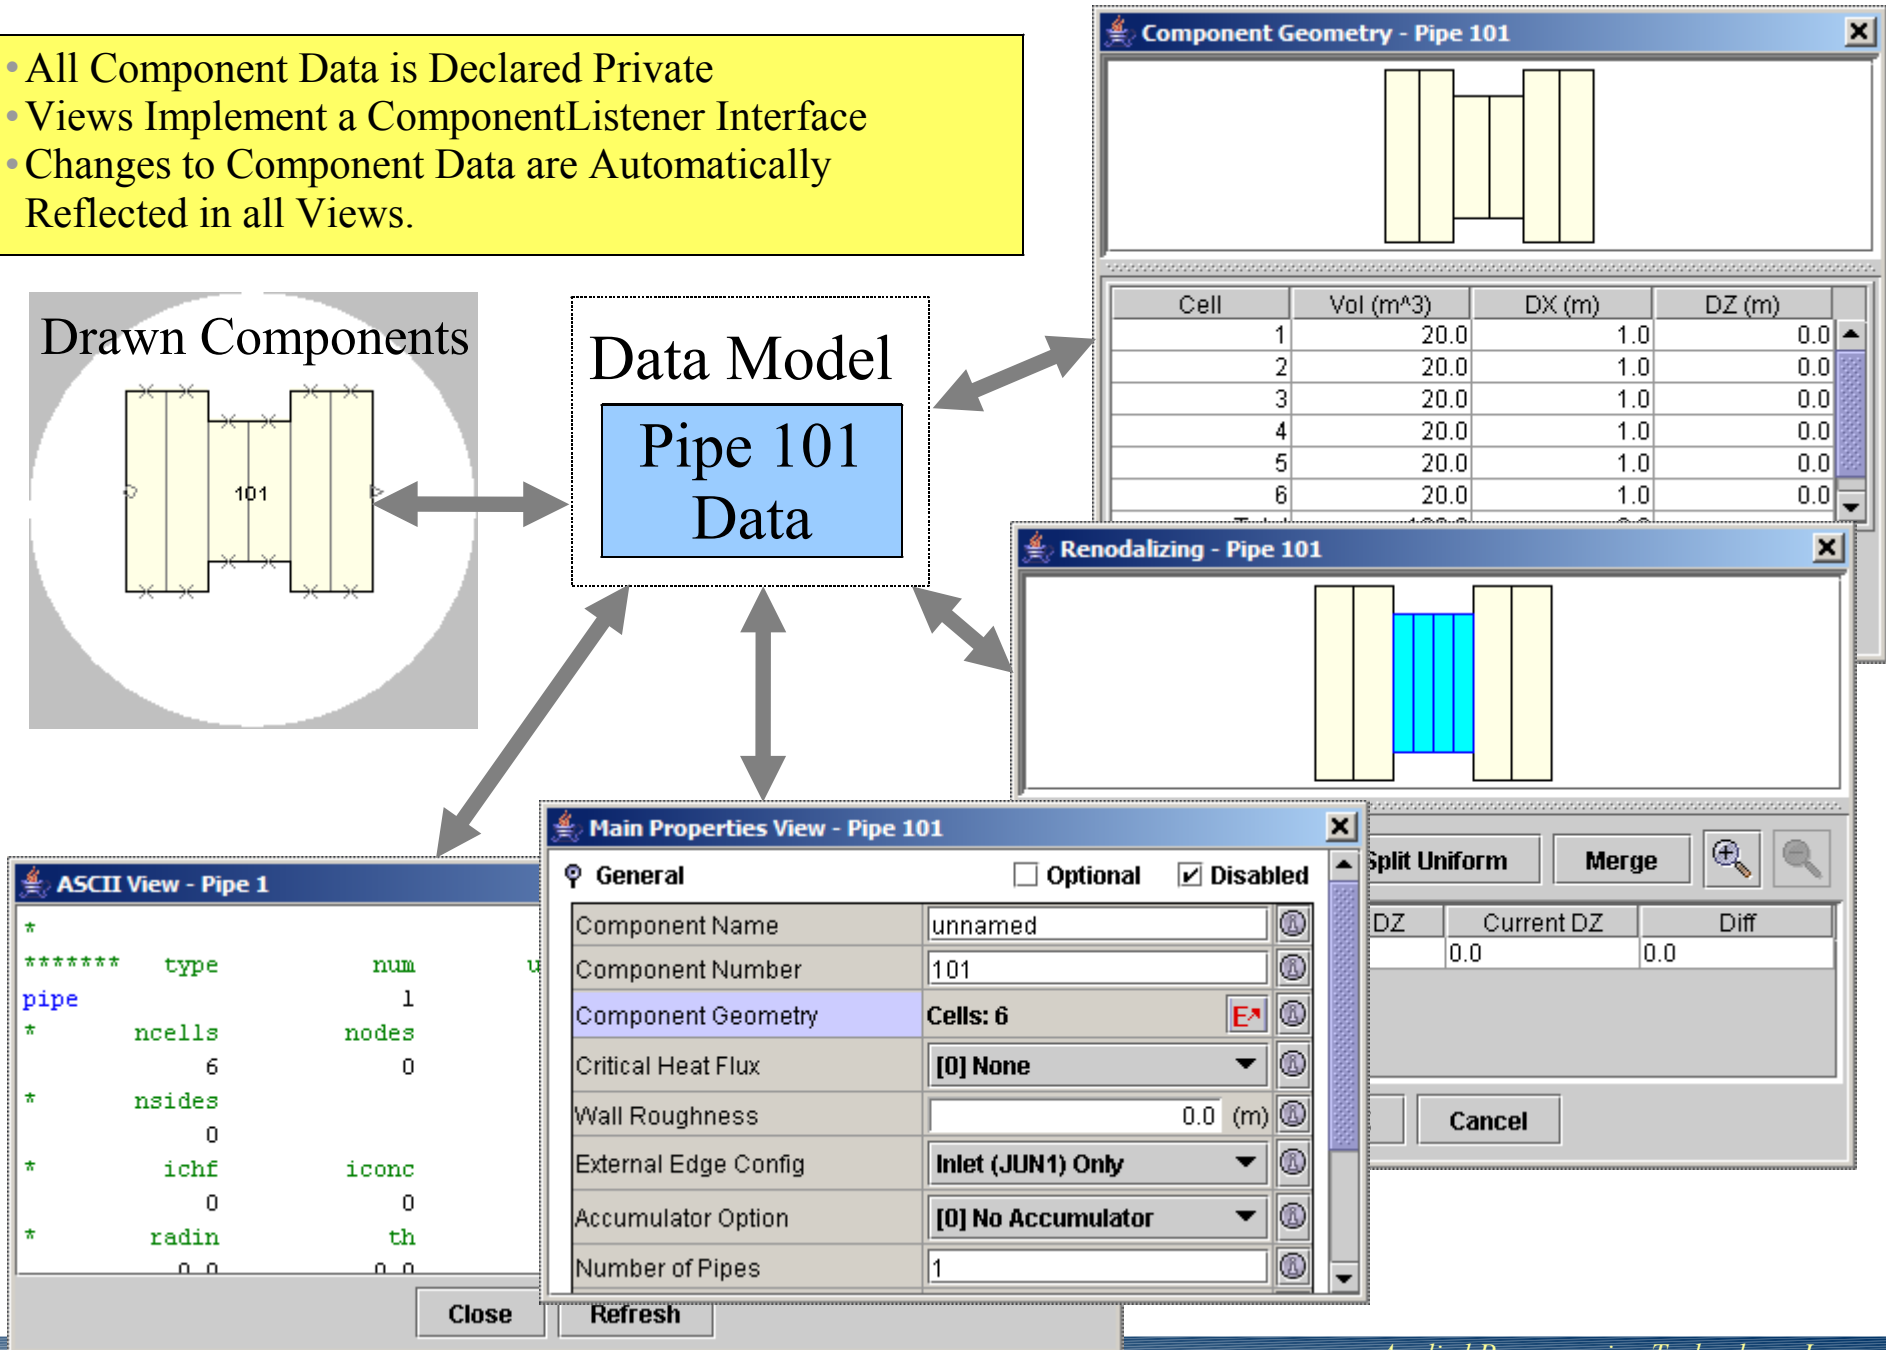 • All Component Data is Declared Private
• Views Implement a ComponentListener Interface
• Changes to Component Data are Automatically
Reflected in all Views.
Drawn Components
101
Data Model
Pipe 101
Data
Component Geometry - Pipe 101
Cell Vol (m^3) DX (m) DZ (m)
1 20.0 1.0 0.0
2 20.0 1.0 0.0
3 20.0 1.0 0.0
4 20.0 1.0 0.0
5 20.0 1.0 0.0
6 20.0 1.0 0.0
Renodalizing - Pipe 101
Split Uniform Merge
DZ Current DZ Diff
0.0 0.0
Cancel
Main Properties View - Pipe 101
General Optional Disabled
Component Name unnamed
Component Number 101
Component Geometry Cells: 6 E
Critical Heat Flux [0] None
Wall Roughness 0.0 (m)
External Edge Config Inlet (JUN1) Only
Accumulator Option [0] No Accumulator
Number of Pipes 1
ASCII View - Pipe 1
*
******* type num u
pipe 1
* ncells nodes
6 0
* nsides
0
* ichf iconc
0 0
* radin th
0.0 0.0
Close Refresh